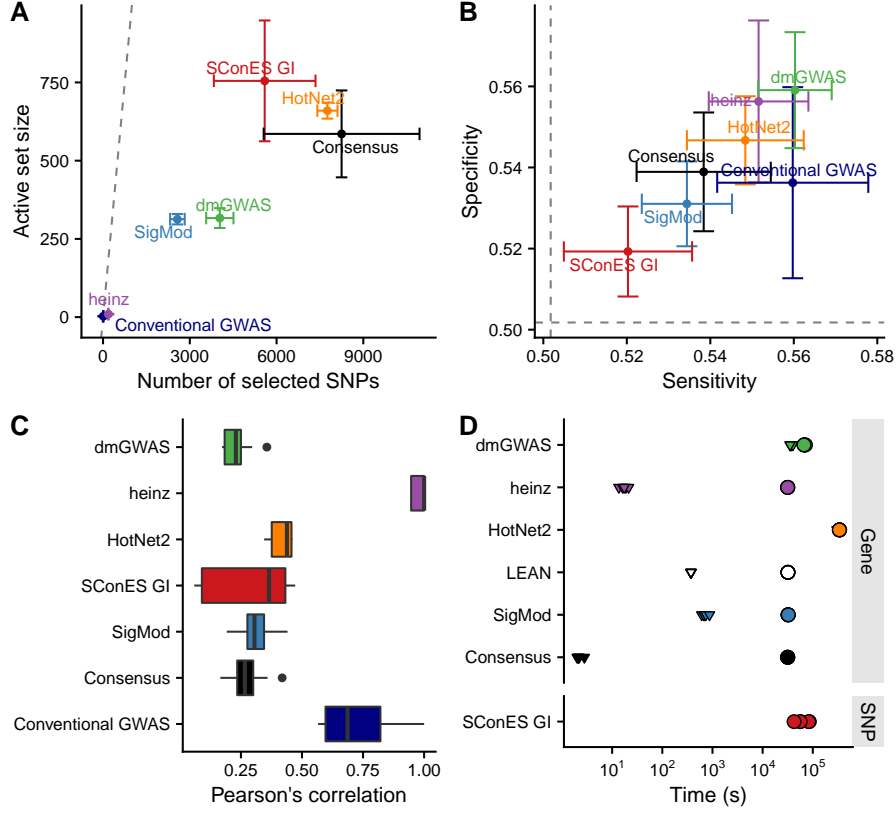 A
Active set size
750
500
250
0
SConES GI
HotNet2
Consensus
dmGWAS
SigMod
heinz
Conventional GWAS
0 3000 6000 9000
Number of selected SNPs
B
Specificity
0.56
0.54
0.52
0.50
dmGWAS
heinz
HotNet2
Consensus
Conventional GWAS
SigMod
SConES GI
0.50 0.52 0.54 0.56 0.58
Sensitivity
C
dmGWAS
heinz
HotNet2
SConES GI
SigMod
Consensus
Conventional GWAS
0.25 0.50 0.75 1.00
Pearson's correlation
D
dmGWAS
heinz
HotNet2
LEAN
SigMod
Consensus
SConES GI
Gene
SNP
10¹ 10² 10³ 10⁴ 10⁵
Time (s)